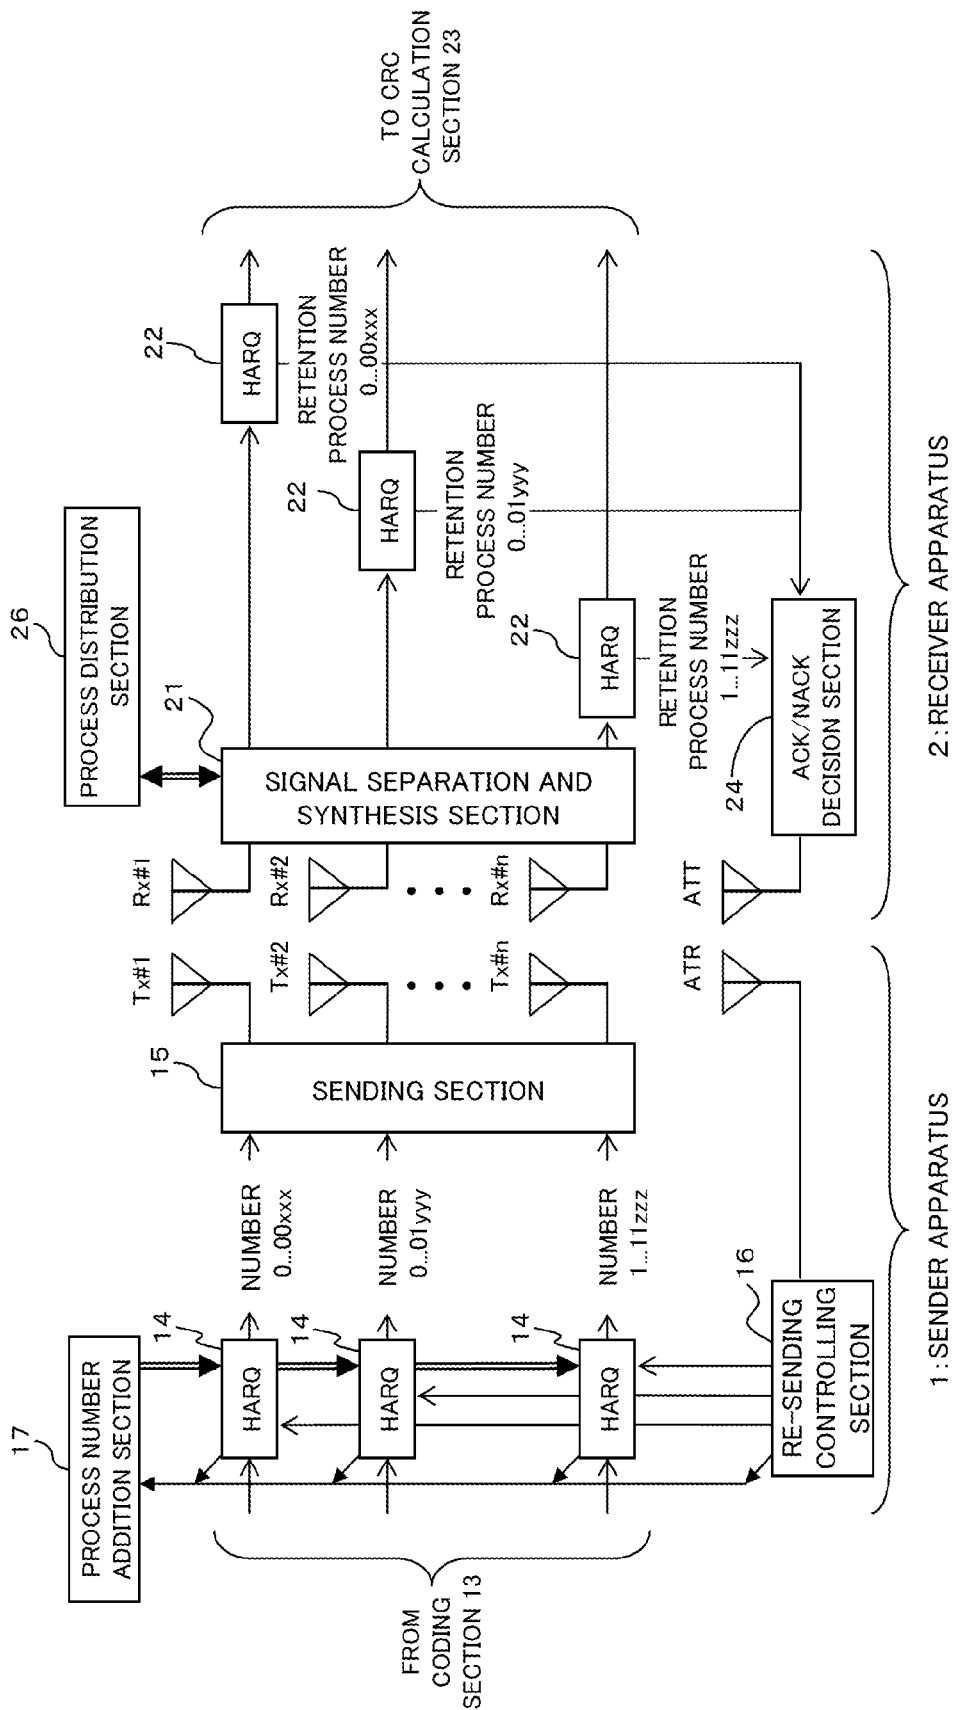 17
PROCESS NUMBER
ADDITION SECTION
FROM
CODING
SECTION 13
14
HARQ
14
HARQ
14
HARQ
16
RE-SENDING
CONTROLLING
SECTION
NUMBER
0...00xxx
NUMBER
0...01yyy
NUMBER
1...11zzz
15
SENDING SECTION
Tx#1
Tx#2
• • •
Tx#n
ATR
1:SENDER APPARATUS
Rx#1
Rx#2
• • •
Rx#n
ATT
26
PROCESS DISTRIBUTION
SECTION
21
SIGNAL SEPARATION AND
SYNTHESIS SECTION
22
HARQ
RETENTION
PROCESS NUMBER
0...00xxx
22
HARQ
RETENTION
PROCESS NUMBER
0...01yyy
22
HARQ
RETENTION
PROCESS NUMBER
1...11zzz
24
ACK/NACK
DECISION SECTION
TO CRC
CALCULATION
SECTION 23
2:RECEIVER APPARATUS